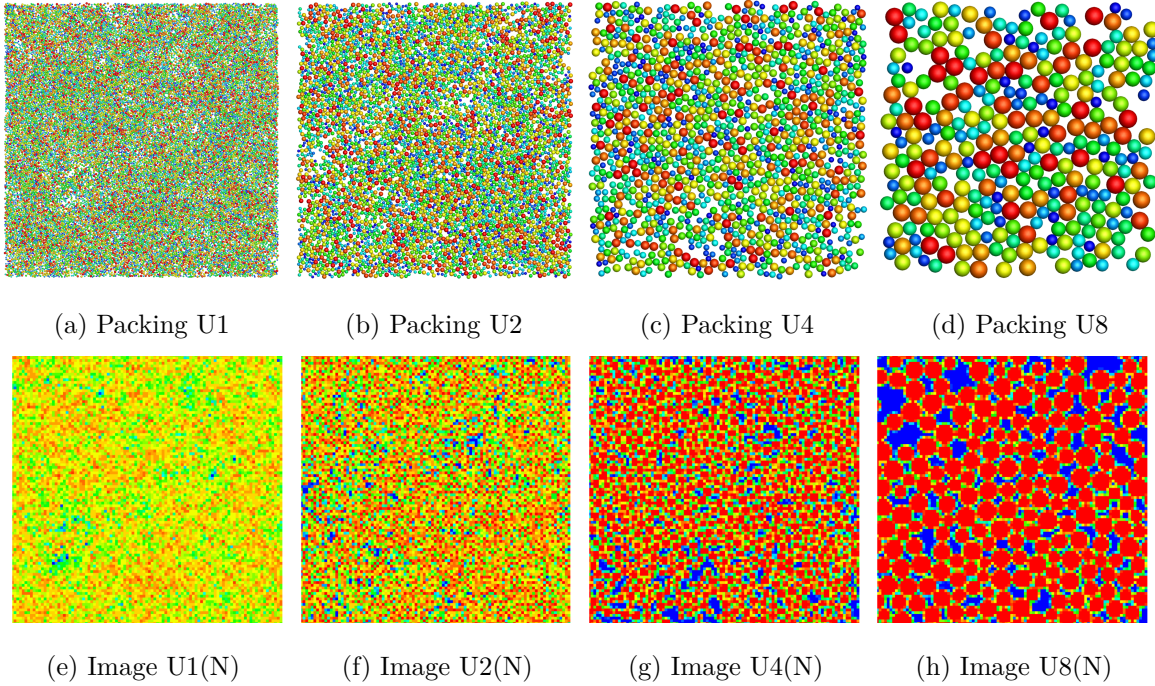 (a) Packing U1
(b) Packing U2
(c) Packing U4
(d) Packing U8
(e) Image U1(N)
(f) Image U2(N)
(g) Image U4(N)
(h) Image U8(N)